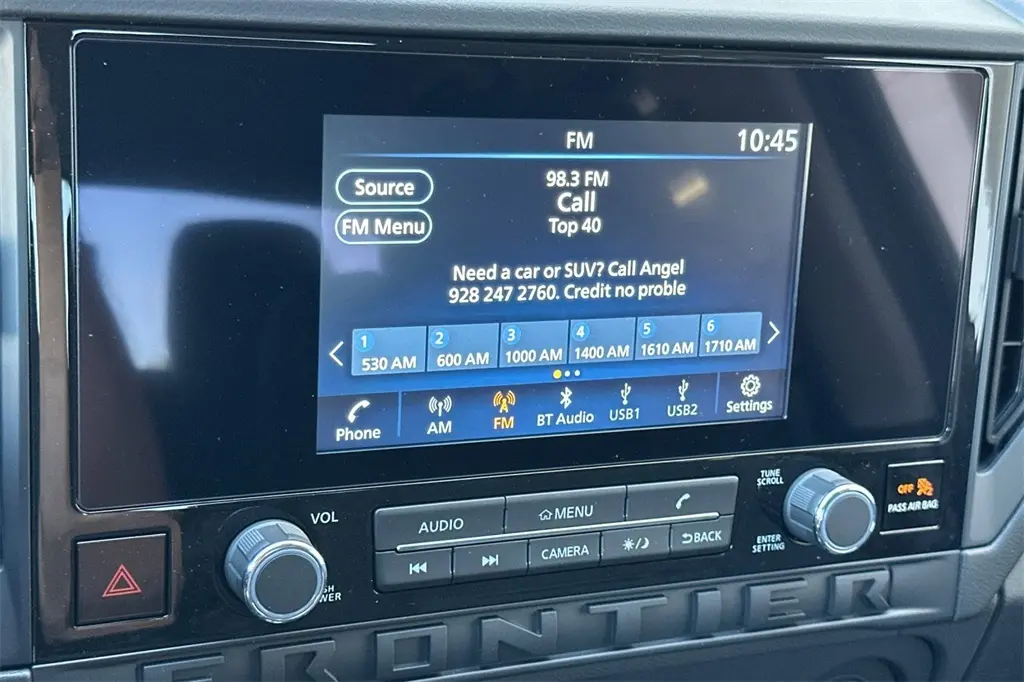 FM
10:45
Source
98.3 FM
Call
FM Menu
Top 40
Need a car or SUV? Call Angel
928 247 2760. Credit no proble
1 530 AM
2 600 AM
3 1000 AM
4 1400 AM
5 1610 AM
6 1710 AM
Phone
AM
FM
BT Audio
USB1
USB2
Settings
VOL
AUDIO
MENU
CAMERA
BACK
TUNE
SCROLL
ENTER
SETTING
OFF
PASS AIR BAG
FRONTIER